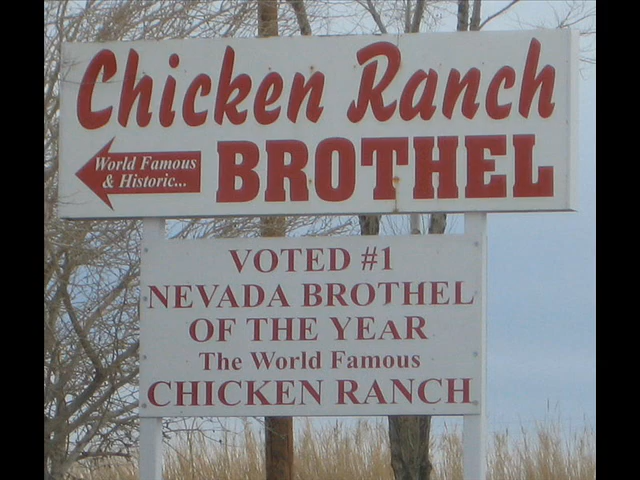 Chicken Ranch
World Famous
& Historic...
BROTHEL
VOTED #1
NEVADA BROTHEL
OF THE YEAR
The World Famous
CHICKEN RANCH